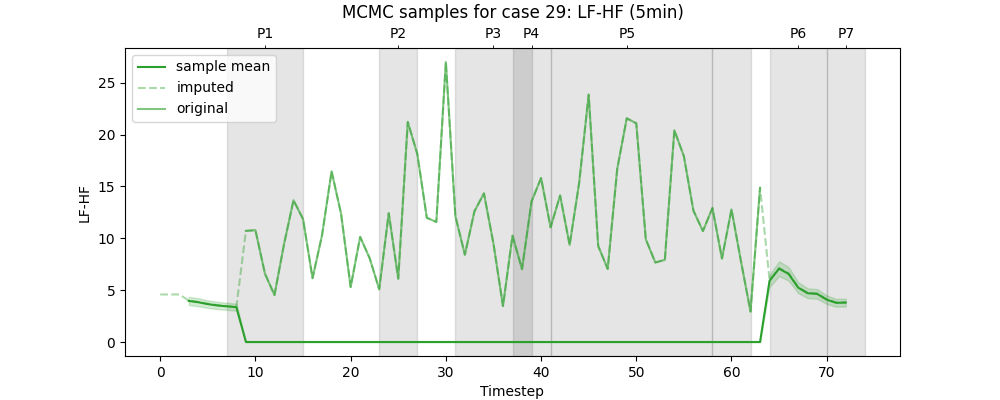 MCMC samples for case 29: LF-HF (5min)
P1 P2 P3 P4 P5 P6 P7
sample mean
imputed
original
25
20
15
10
5
0
LF-HF
0 10 20 30 40 50 60 70
Timestep